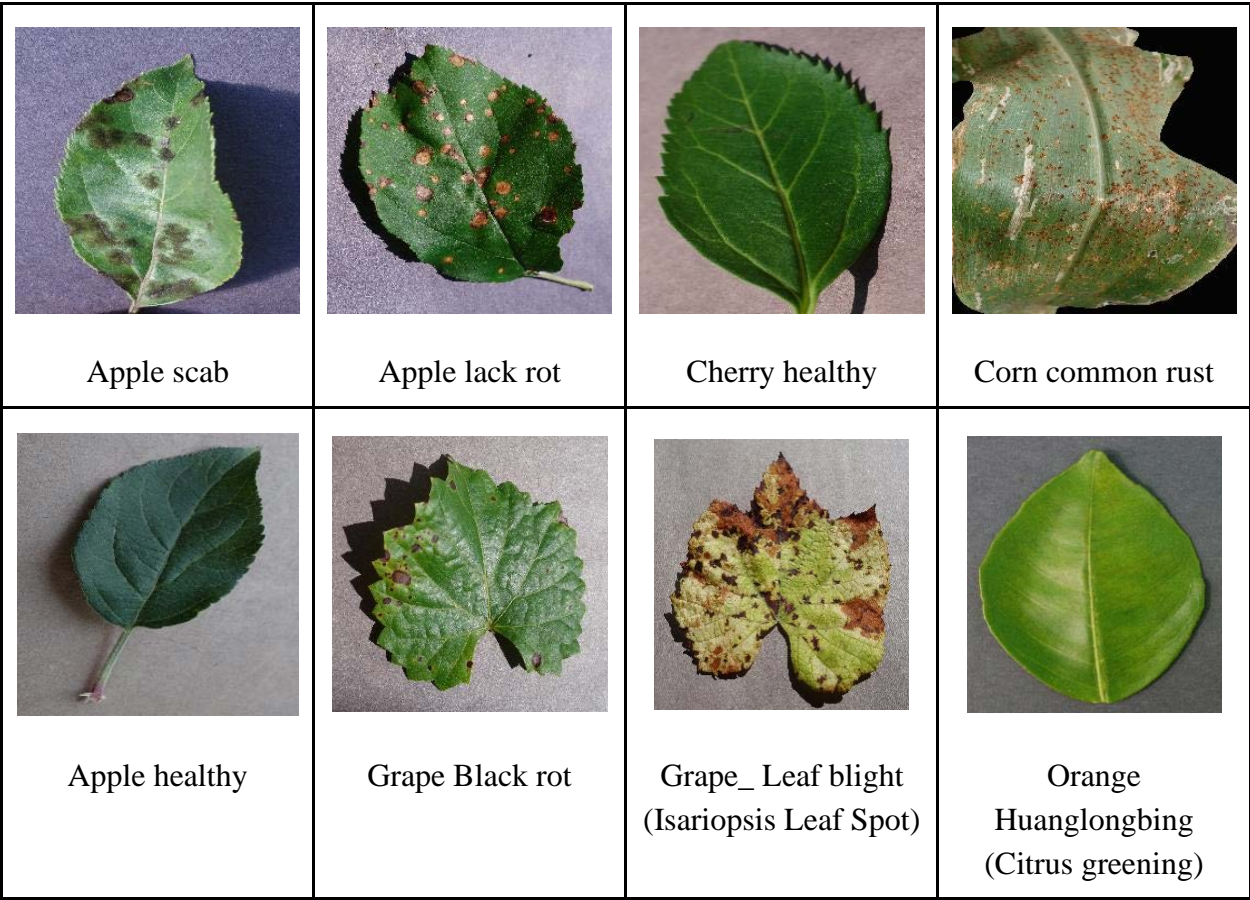 Apple scab
Apple lack rot
Cherry healthy
Corn common rust
Apple healthy
Grape Black rot
Grape_ Leaf blight
(Isariopsis Leaf Spot)
Orange
Huanglongbing
(Citrus greening)